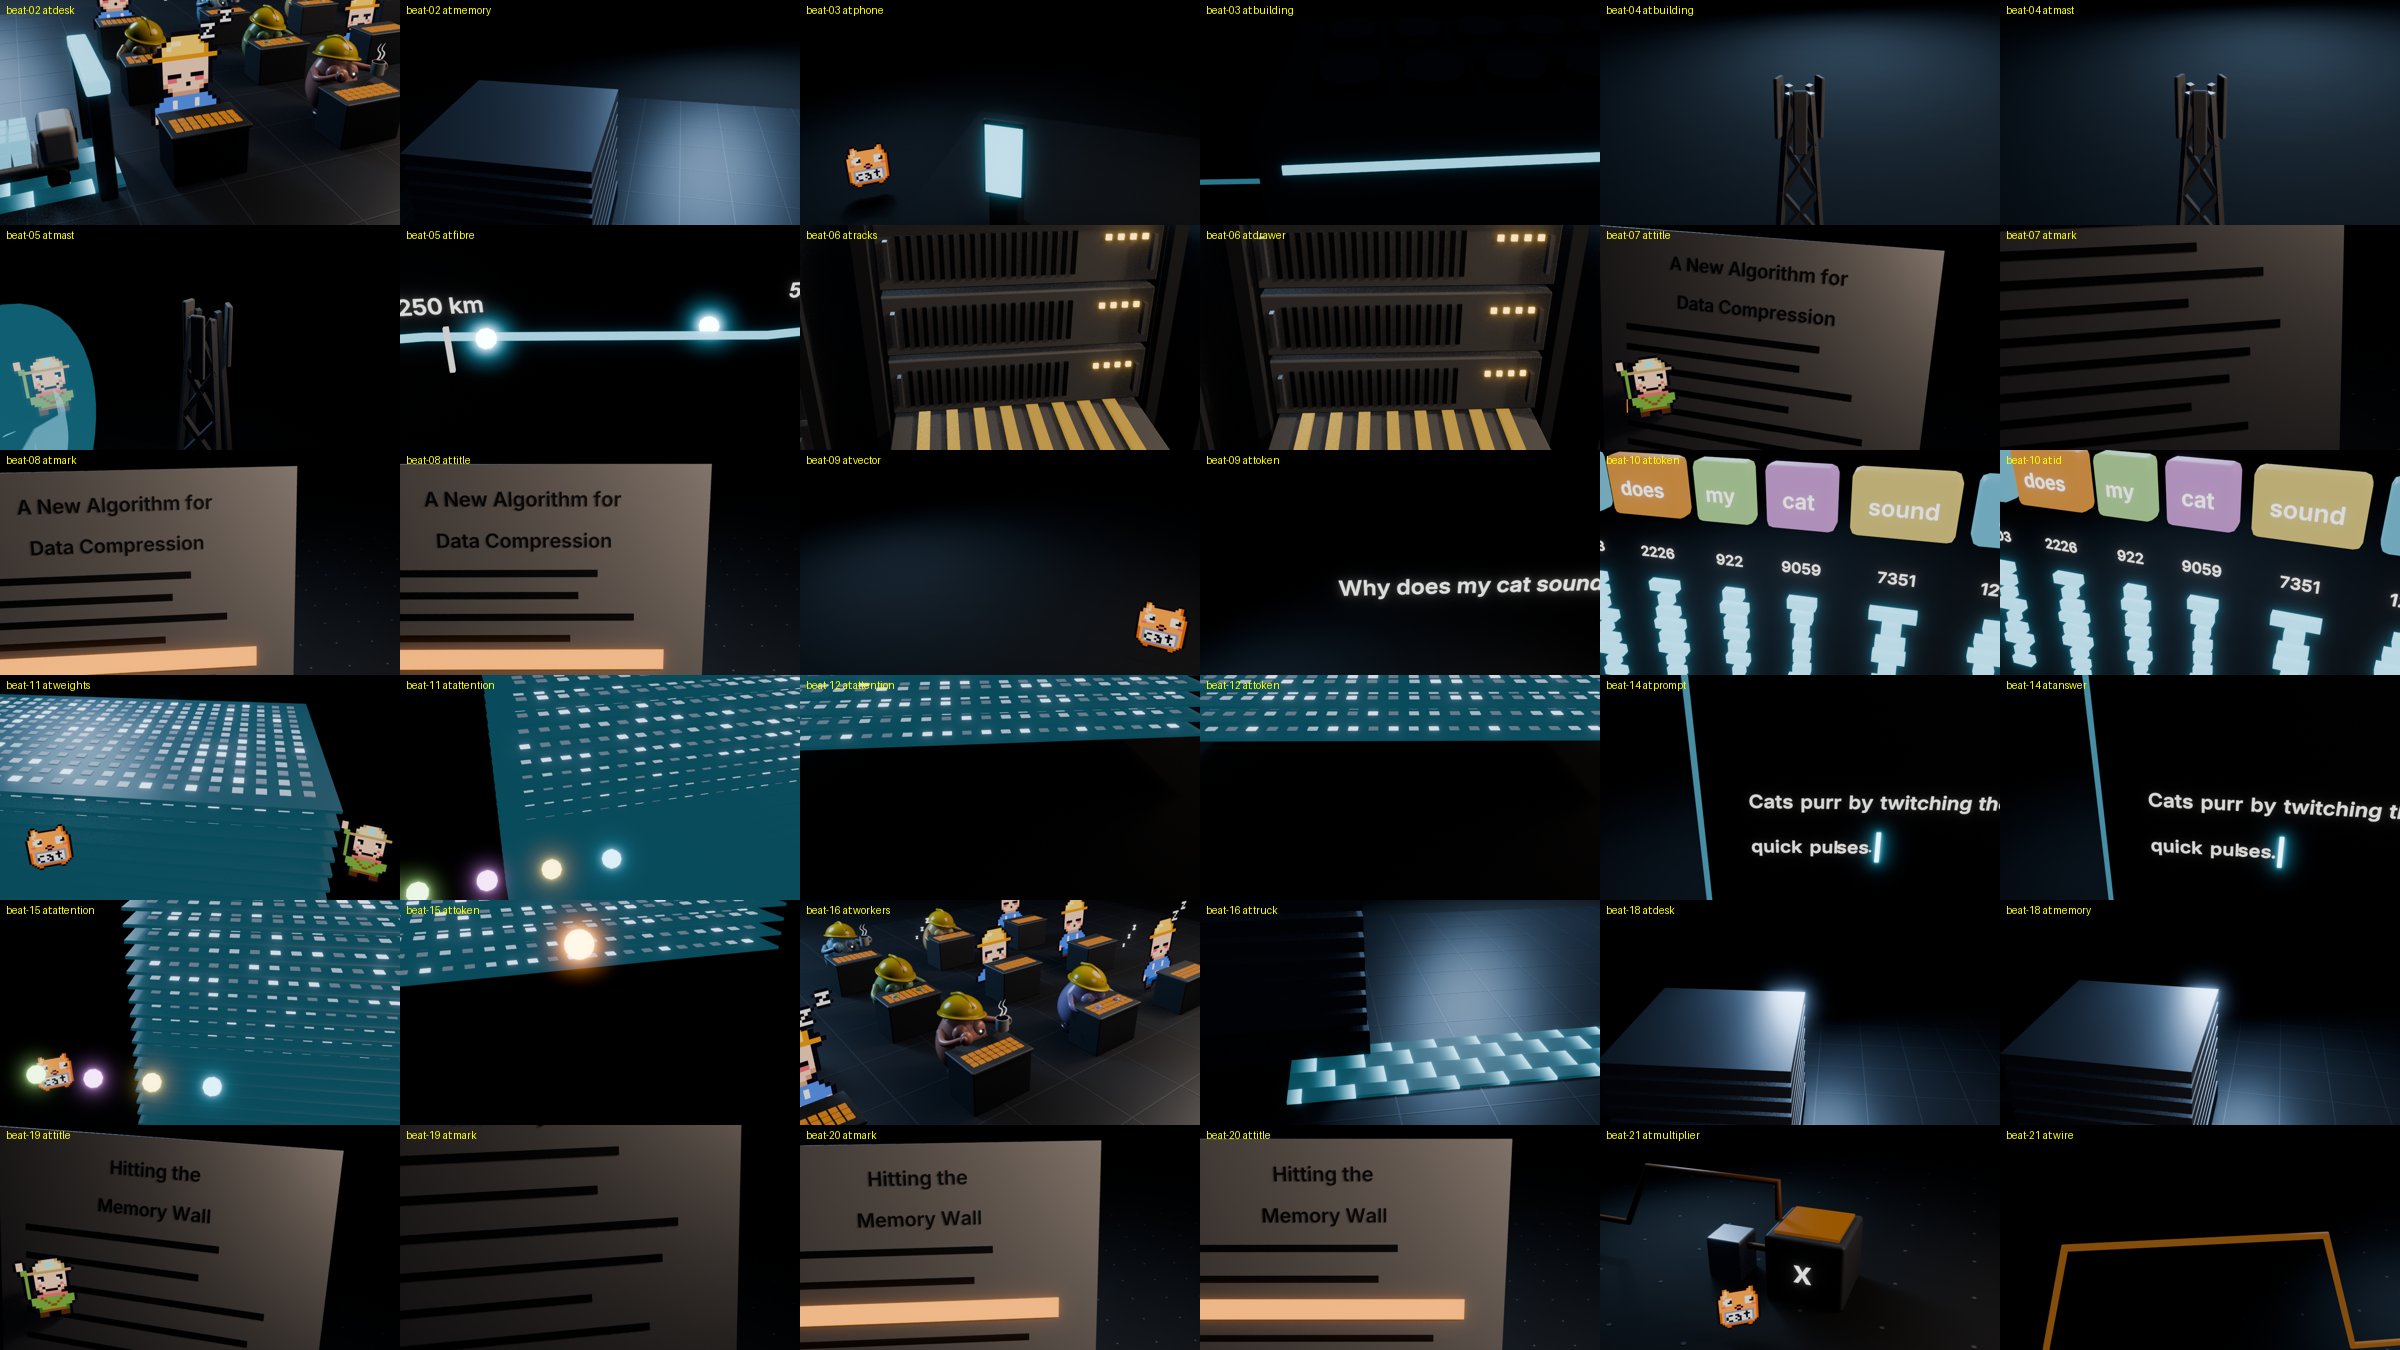 beat-02 at:desk
beat-02 at:memory
beat-03 at:phone
cat
beat-03 at:building
beat-04 at:building
beat-04 at:mast
Z
Z
beat-05 at:mast
beat-05 at:fibre
250 km
5
beat-06 at:racks
beat-06 at:drawer
beat-07 at:title
A New Algorithm for
Data Compression
beat-07 at:mark
beat-08 at:mark
A New Algorithm for
Data Compression
beat-08 at:title
A New Algorithm for
Data Compression
beat-09 at:vector
cat
beat-09 at:token
Why does my cat sound
beat-10 at:token
does my cat sound
2226 922 9059 7351 12
beat-10 at:id
does my cat sound
03 2226 922 9059 7351 1
beat-11 at:weights
cat
beat-11 at:attention
beat-12 at:attention
beat-12 at:token
beat-14 at:prompt
Cats purr by twitching the
quick pulses.
beat-14 at:answer
Cats purr by twitching t
quick pulses.
beat-15 at:attention
cat
beat-15 at:token
beat-16 at:workers
Z
Z
beat-16 at:truck
beat-18 at:desk
beat-18 at:memory
beat-19 at:title
Hitting the
Memory Wall
beat-19 at:mark
beat-20 at:mark
Hitting the
Memory Wall
beat-20 at:title
Hitting the
Memory Wall
beat-21 at:multiplier
X
cat
beat-21 at:wire